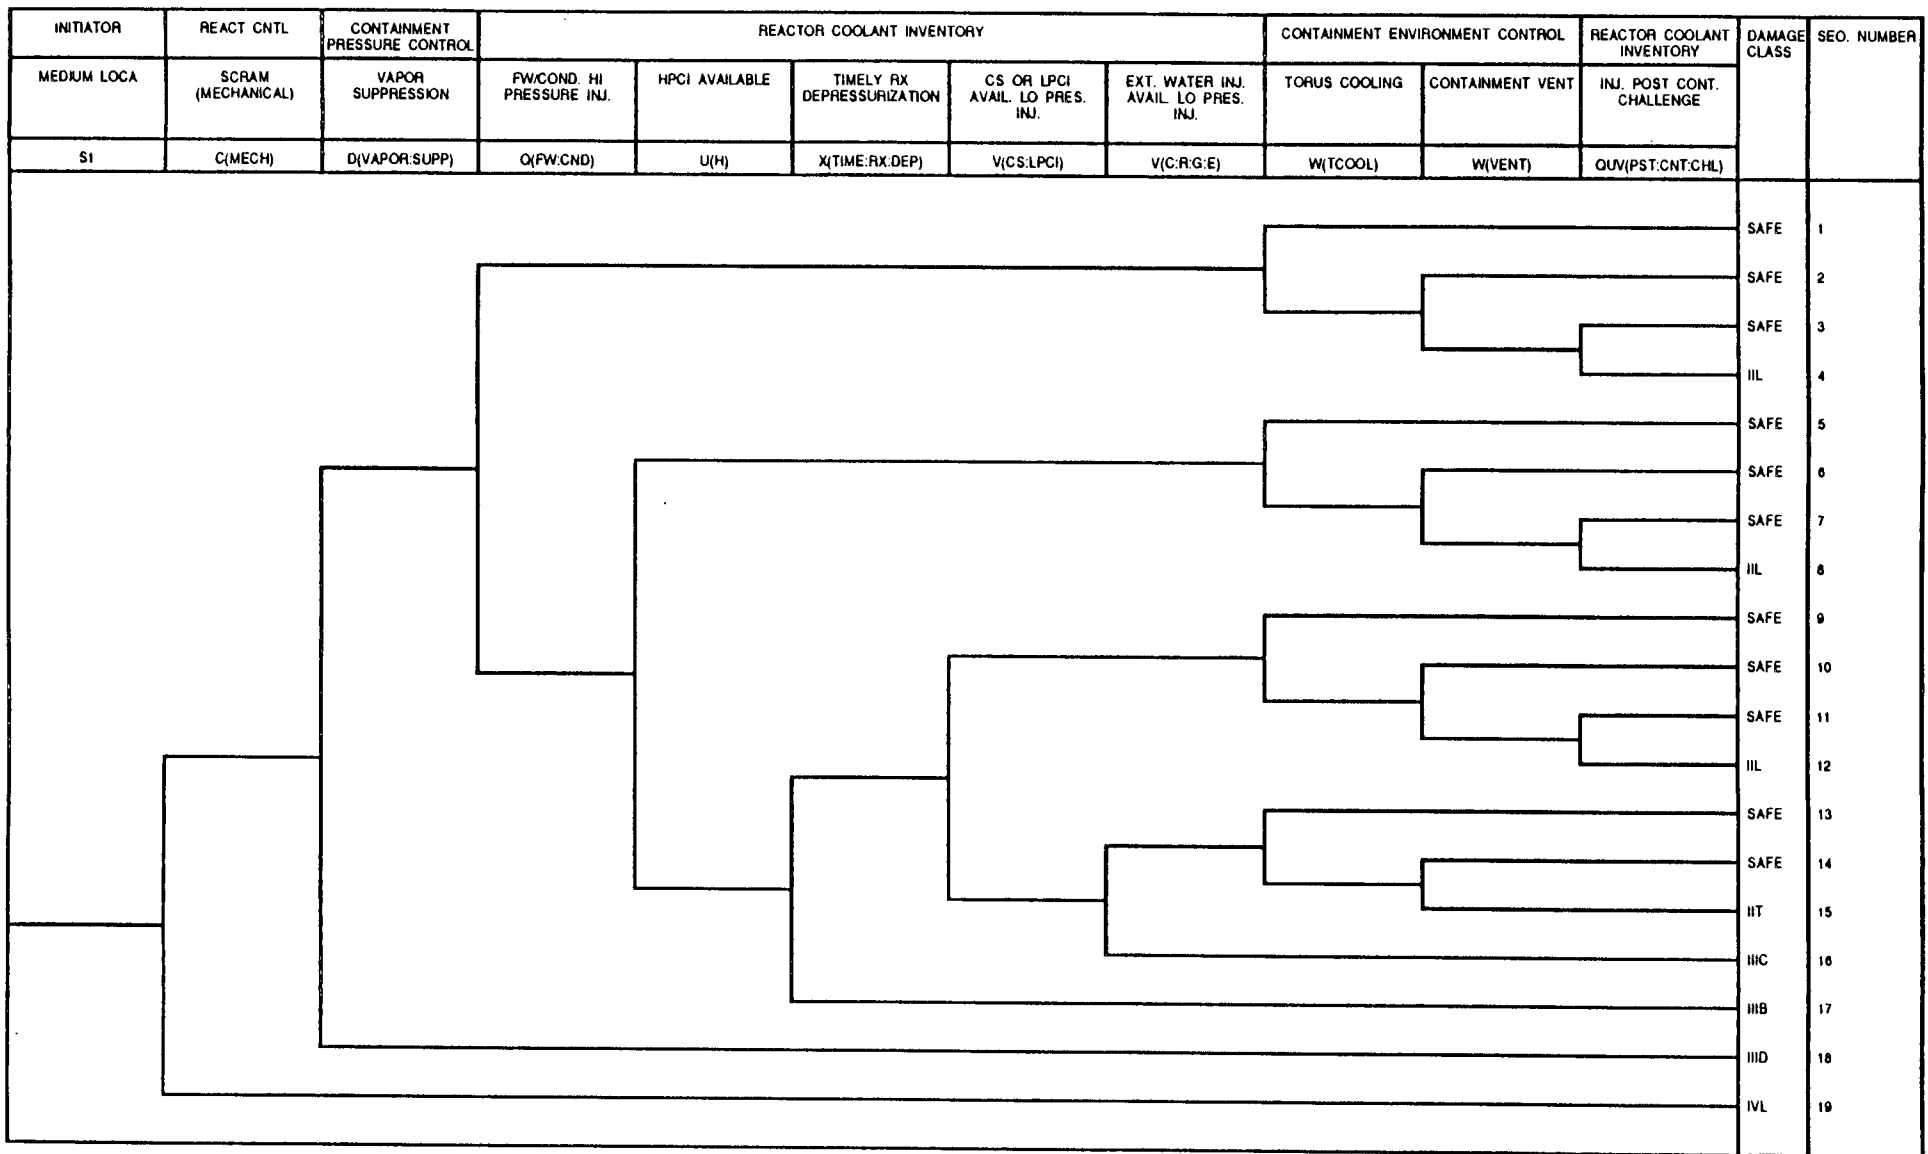 INITIATOR
REACT CNTL
CONTAINMENT
PRESSURE CONTROL
REACTOR COOLANT INVENTORY
CONTAINMENT ENVIRONMENT CONTROL
REACTOR COOLANT
INVENTORY
DAMAGE
CLASS
SEO. NUMBER
MEDIUM LOCA
SCRAM
(MECHANICAL)
VAPOR
SUPPRESSION
FW/COND. HI
PRESSURE INJ.
HPCI AVAILABLE
TIMELY RX
DEPRESSURIZATION
CS OR LPCI
AVAIL. LO PRES.
INJ.
EXT. WATER INJ.
AVAIL. LO PRES.
INJ.
TORUS COOLING
CONTAINMENT VENT
INJ. POST CONT.
CHALLENGE
S1
C(MECH)
D(VAPOR:SUPP)
Q(FW:CND)
U(H)
X(TIME:RX:DEP)
V(CS:LPCI)
V(C:R:G:E)
W(TCOOL)
W(VENT)
QUV(PST:CNT:CHL)
SAFE 1
SAFE 2
SAFE 3
IIL 4
SAFE 5
SAFE 6
SAFE 7
IIL 8
SAFE 9
SAFE 10
SAFE 11
IIL 12
SAFE 13
SAFE 14
IIT 15
IIIC 16
IIIB 17
IIID 18
IVL 19